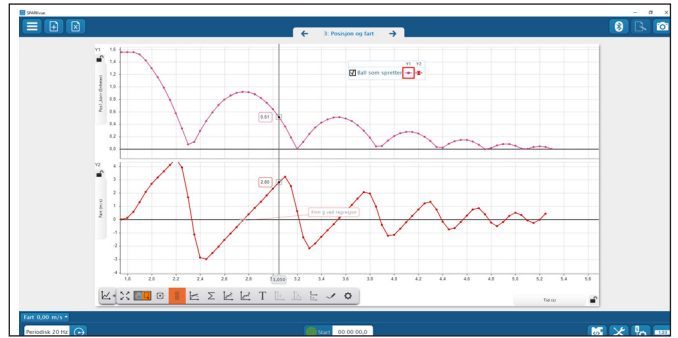 SPARKvue
3: Posisjon og fart
Y1
1,6
1,4
1,2
1,0
0,8
0,6
0,4
0,2
0,0
Y1 Y2
Ball som spretter
0,51
Y2
4
3
2
1
0
-1
-2
-3
-4
Fart (m/s)
2,80
Finn g ved regresjon
1,8 2,0 2,2 2,4 2,6 2,8 3,050 3,2 3,4 3,6 3,8 4,0 4,2 4,4 4,6 4,8 5,0 5,2 5,4 5,6
Σ T
Tid (s)
Fart 0,00 m/s
Periodisk 20 Hz
Start 00:00:00,0